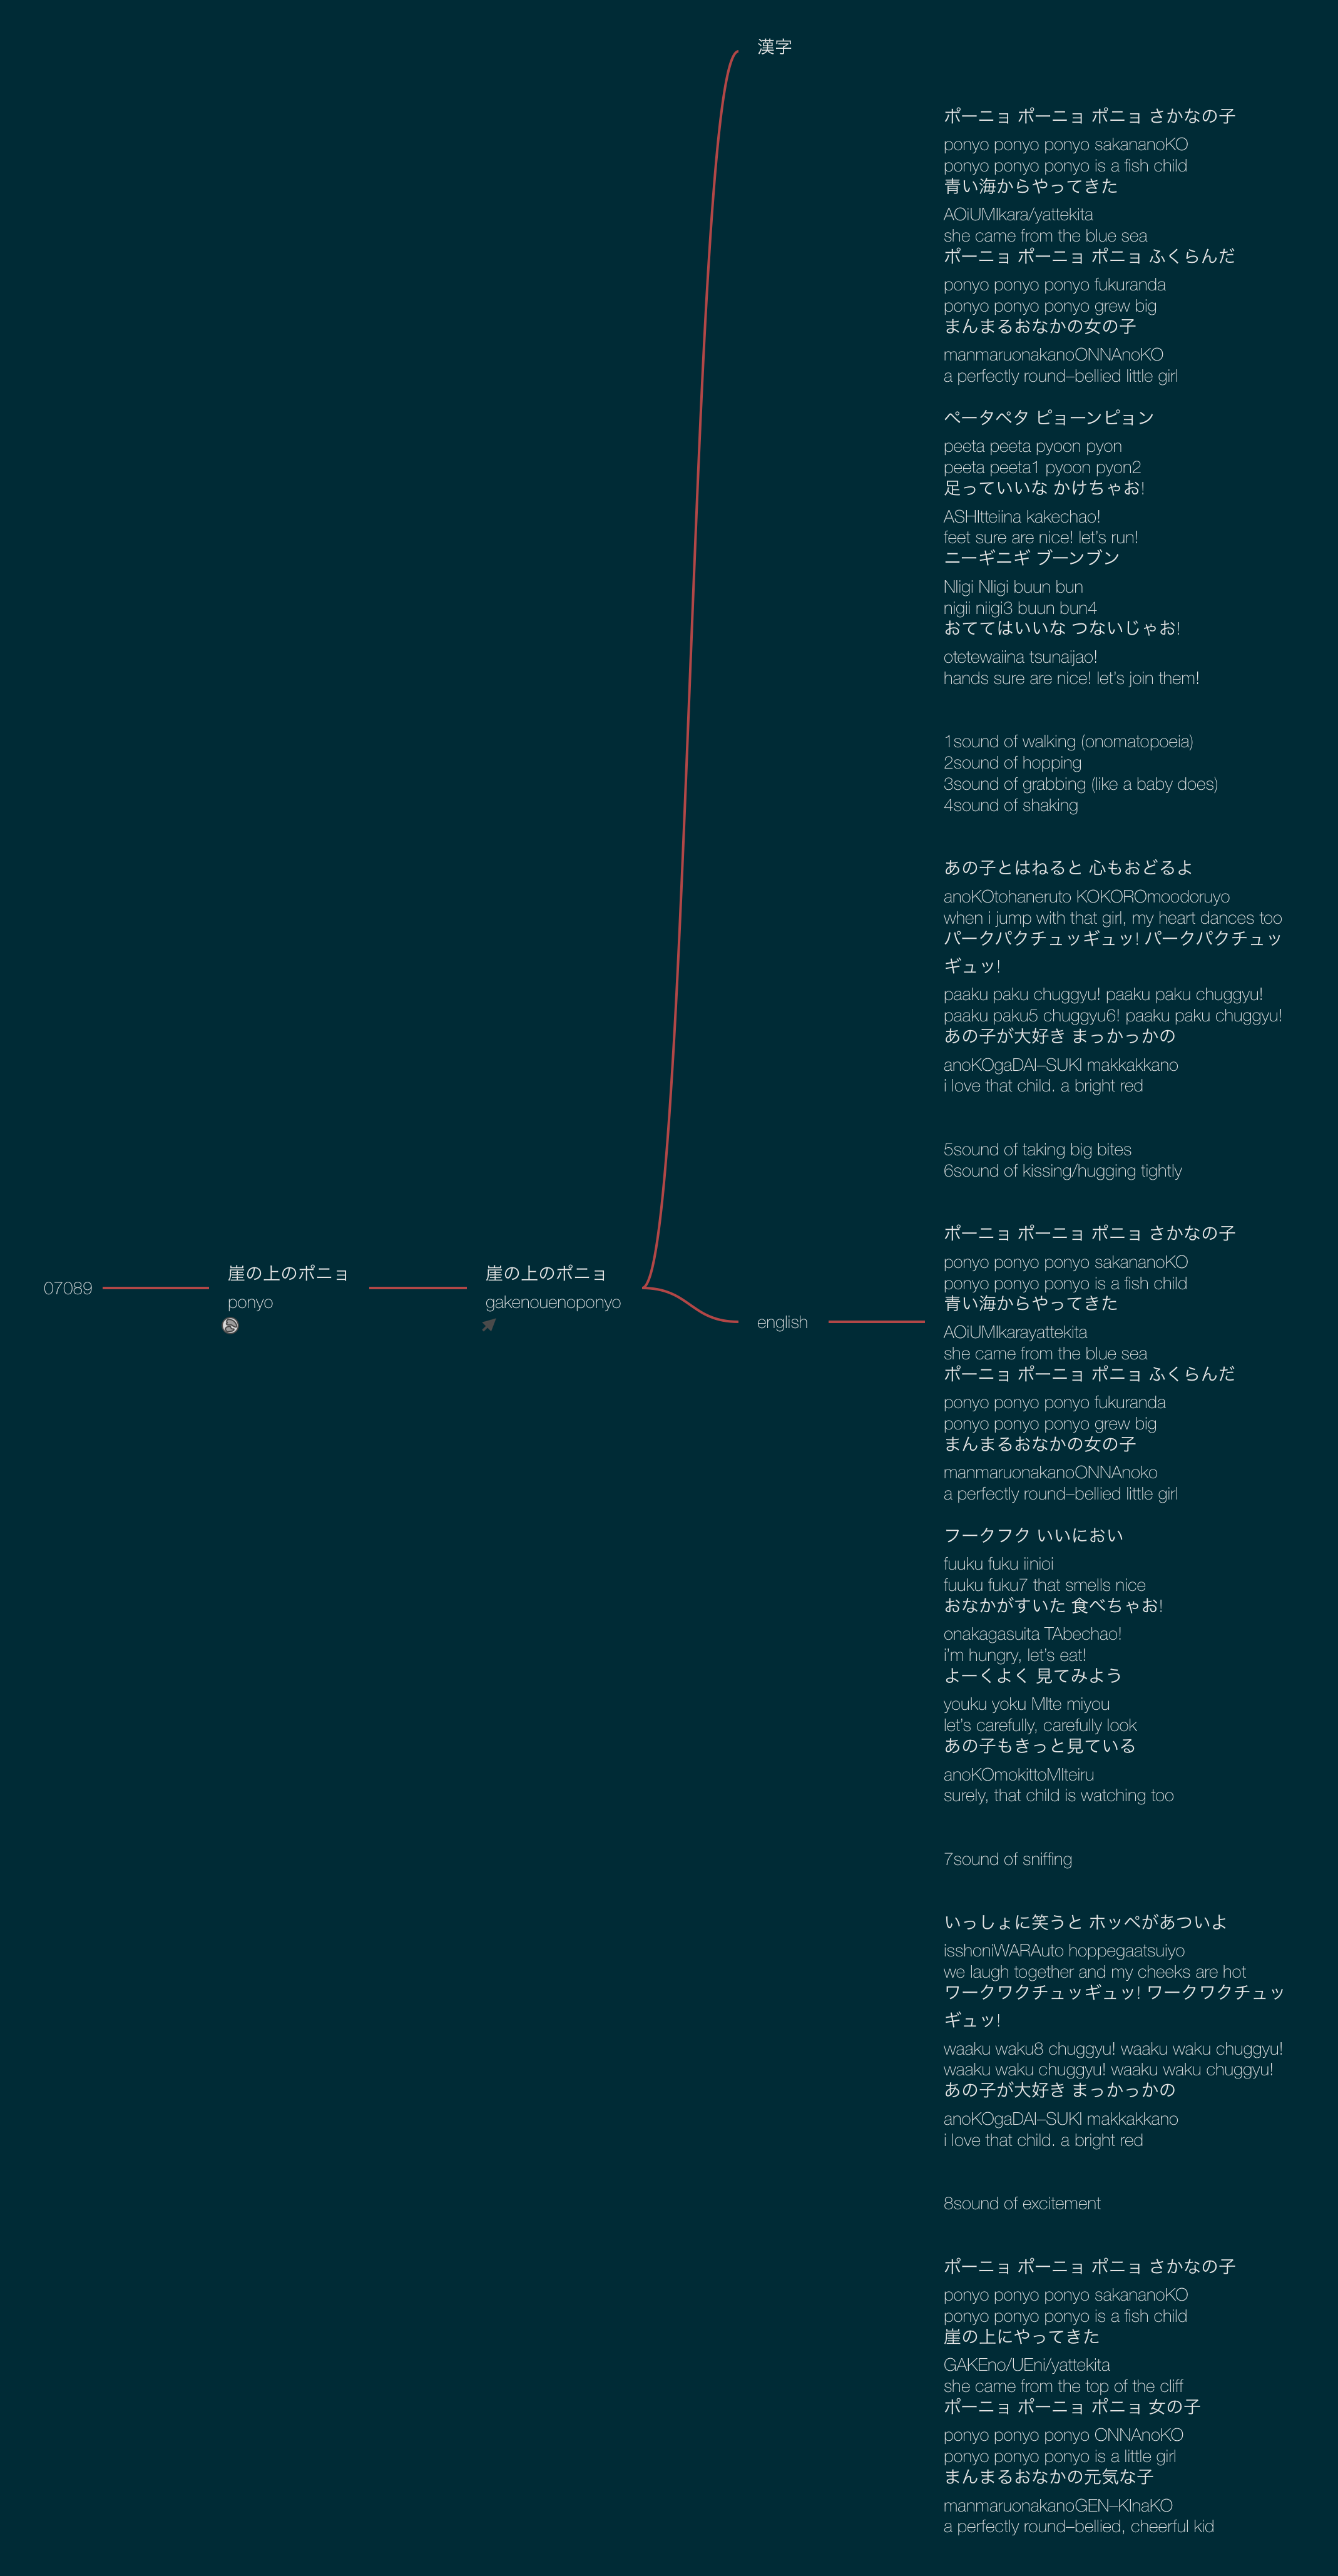 漢字
ポーニョ ポーニョ ポニョ さかなの子
ponyo ponyo ponyo sakananoKO
ponyo ponyo ponyo is a fish child
青い海からやってきた
AOiUMIkara/yattekita
she came from the blue sea
ポーニョ ポーニョ ポニョ ふくらんだ
ponyo ponyo ponyo fukuranda
ponyo ponyo ponyo grew big
まんまるおなかの女の子
manmaruonakanoONNAnoKO
a perfectly round–bellied little girl
ペータペタ ピョーンピョン
peeta peeta pyoon pyon
peeta peeta1 pyoon pyon2
足っていいな かけちゃお!
ASHItteiina kakechao!
feet sure are nice! let's run!
ニーギニギ ブーンブン
NIigi NIigi buun bun
nigii niigi3 buun bun4
おててはいいな つないじゃお!
otetewaiina tsunaijao!
hands sure are nice! let's join them!
1sound of walking (onomatopoeia)
2sound of hopping
3sound of grabbing (like a baby does)
4sound of shaking
あの子とはねると 心もおどるよ
anoKOtohaneruto KOKOROmoodoruyo
when i jump with that girl, my heart dances too
パークパクチュッギュッ! パークパクチュッ
ギュッ!
paaku paku chuggyu! paaku paku chuggyu!
paaku paku5 chuggyu6! paaku paku chuggyu!
あの子が大好き まっかっかの
anoKOgaDAI–SUKI makkakkano
i love that child. a bright red
5sound of taking big bites
6sound of kissing/hugging tightly
07089
崖の上のポニョ
ponyo
崖の上のポニョ
gakenouenoponyo
english
ポーニョ ポーニョ ポニョ さかなの子
ponyo ponyo ponyo sakananoKO
ponyo ponyo ponyo is a fish child
青い海からやってきた
AOiUMIkarayattekita
she came from the blue sea
ポーニョ ポーニョ ポニョ ふくらんだ
ponyo ponyo ponyo fukuranda
ponyo ponyo ponyo grew big
まんまるおなかの女の子
manmaruonakanoONNAnoko
a perfectly round–bellied little girl
フークフク いいにおい
fuuku fuku iinioi
fuuku fuku7 that smells nice
おなかがすいた 食べちゃお!
onakagasuita TAbechao!
i'm hungry, let's eat!
よーくよく 見てみよう
youku yoku MIte miyou
let's carefully, carefully look
あの子もきっと見ている
anoKOmokittoMIteiru
surely, that child is watching too
7sound of sniffing
いっしょに笑うと ホッペがあついよ
isshoniWARAuto hoppegaatsuiyo
we laugh together and my cheeks are hot
ワークワクチュッギュッ! ワークワクチュッ
ギュッ!
waaku waku8 chuggyu! waaku waku chuggyu!
waaku waku chuggyu! waaku waku chuggyu!
あの子が大好き まっかっかの
anoKOgaDAI–SUKI makkakkano
i love that child. a bright red
8sound of excitement
ポーニョ ポーニョ ポニョ さかなの子
ponyo ponyo ponyo sakananoKO
ponyo ponyo ponyo is a fish child
崖の上にやってきた
GAKEno/UEni/yattekita
she came from the top of the cliff
ポーニョ ポーニョ ポニョ 女の子
ponyo ponyo ponyo ONNAnoKO
ponyo ponyo ponyo is a little girl
まんまるおなかの元気な子
manmaruonakanoGEN–KInaKO
a perfectly round–bellied, cheerful kid